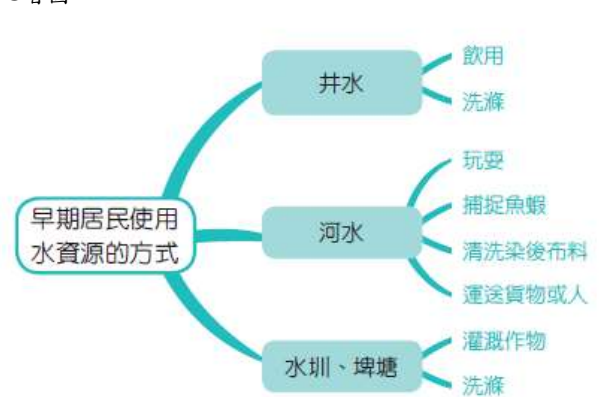 早期居民使用
水資源的方式
井水
飲用
洗滌
河水
玩耍
捕捉魚蝦
清洗染後布料
運送貨物或人
水圳、埤塘
灌溉作物
洗滌